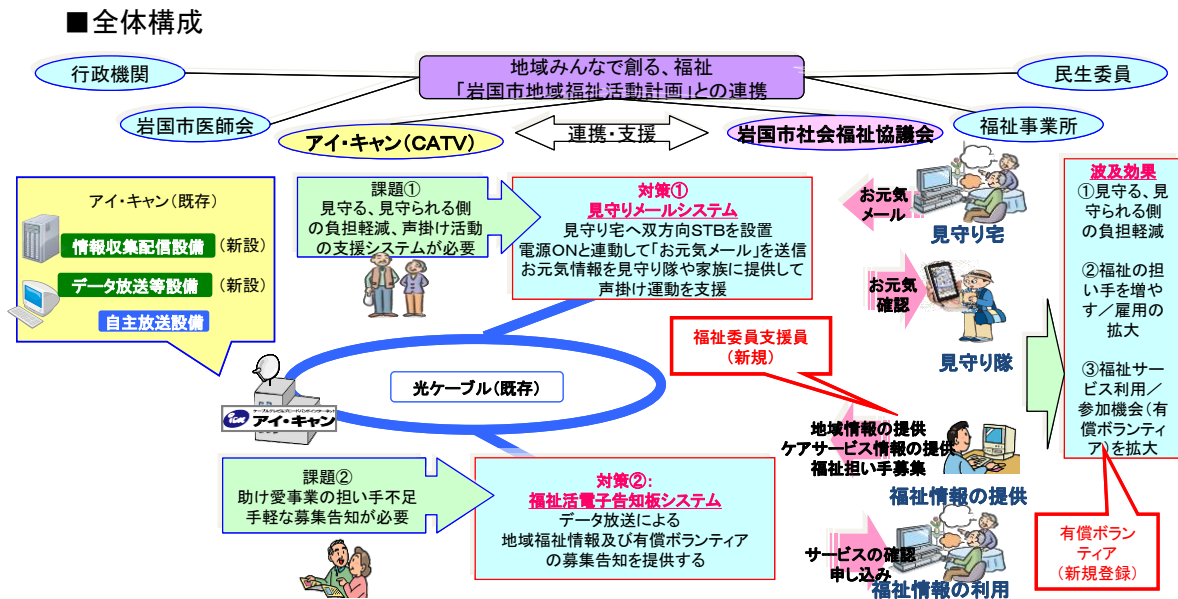 ■全体構成
行政機関
地域みんなで創る、福祉
「岩国市地域福祉活動計画」との連携
民生委員
岩国市医師会
アイ・キャン(CATV)
連携・支援
岩国市社会福祉協議会
福祉事業所
アイ・キャン(既存)
情報収集配信設備
(新設)
データ放送等設備
(新設)
自主放送設備
課題①
見守る、見守られる側
の負担軽減、声掛け活動
の支援システムが必要
対策①
見守りメールシステム
見守り宅へ双方向STBを設置
電源ONと連動して「お元気メール」を送信
お元気情報を見守り隊や家族に提供して
声掛け運動を支援
お元気
メール
見守り宅
お元気
確認
見守り隊
波及効果
①見守る、見
守られる側
の負担軽減
②福祉の担
い手を増や
す/雇用の
拡大
③福祉サー
ビス利用/
参加機会(有
償ボランティ
ア)を拡大
福祉委員支援員
(新規)
光ケーブル(既存)
ケーブルテレビ&ブロードバンドインターネット
アイ・キャン
地域情報の提供
ケアサービス情報の提供
福祉担い手募集
福祉情報の提供
課題②
助け愛事業の担い手不足
手軽な募集告知が必要
対策②:
福祉活電子告知板システム
データ放送による
地域福祉情報及び有償ボランティア
の募集告知を提供する
サービスの確認
申し込み
福祉情報の利用
有償ボラン
ティア
(新規登録)